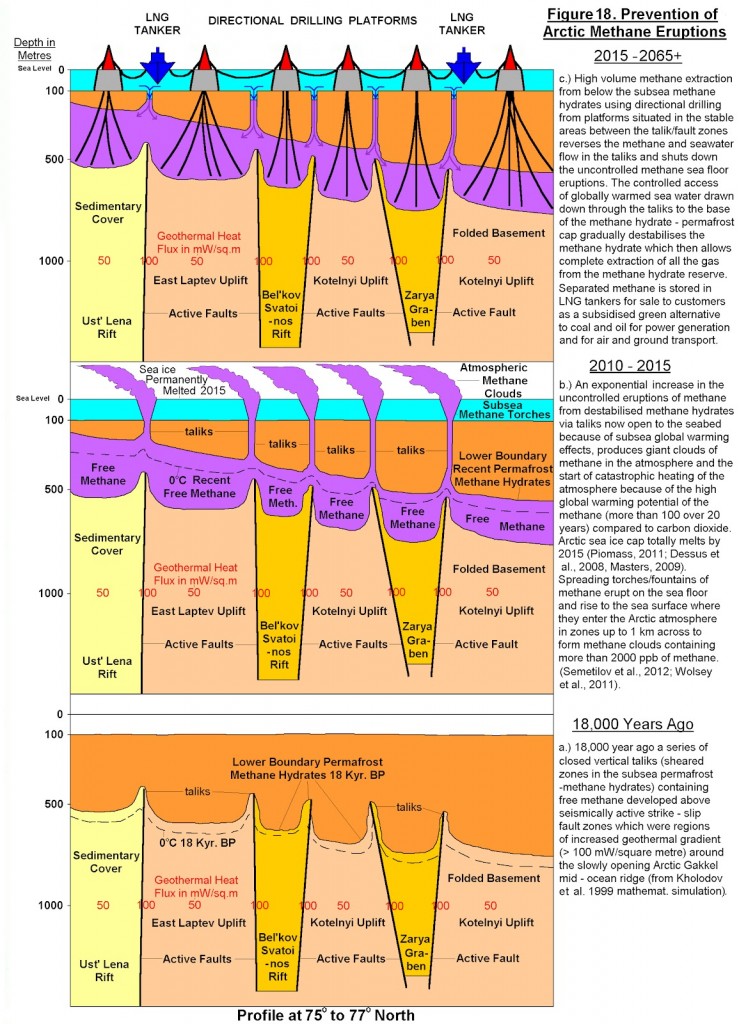 LNG
TANKER
DIRECTIONAL DRILLING PLATFORMS
LNG
TANKER
Figure 18. Prevention of
Arctic Methane Eruptions
2015 -2065+
c.) High volume methane extraction
from below the subsea methane
hydrates using directional drilling
from platforms situated in the stable
areas between the talik/fault zones
reverses the methane and seawater
flow in the taliks and shuts down
the uncontrolled methane sea floor
eruptions. The controlled access
of globally warmed sea water drawn
down through the taliks to the base
of the methane hydrate - permafrost
cap gradually destabilises the
methane hydrate which then allows
complete extraction of all the gas
from the methane hydrate reserve.
Separated methane is stored in
LNG tankers for sale to customers
as a subsidised green alternative
to coal and oil for power generation
and for air and ground transport.
Depth in
Metres
Sea Level 0
100
500
1000
Sedimentary
Cover
Geothermal Heat
Flux in mW/sq.m
Folded Basement
50 100 50 100 100 50 100 100 50
East Laptev Uplift
Kotelnyi Uplift
Kotelnyi Uplift
Bel'kov
Svatoi
-nos
Rift
Zarya
Gra-
ben
Active Faults
Active Faults
Active Fault
Ust' Lena
Rift
2010 - 2015
b.) An exponential increase in the
uncontrolled eruptions of methane
from destabilised methane hydrates
via taliks now open to the seabed
because of subsea global warming
effects, produces giant clouds of
methane in the atmosphere and the
start of catastrophic heating of the
atmosphere because of the high
global warming potential of the
methane (more than 100 over 20
years) compared to carbon dioxide.
Arctic sea ice cap totally melts by
2015 (Piomass, 2011; Dessus et
al., 2008, Masters, 2009).
Spreading torches/fountains of
methane erupt on the sea floor
and rise to the sea surface where
they enter the Arctic atmosphere
in zones up to 1 km across to
form methane clouds containing
more than 2000 ppb of methane.
(Semetilov et al., 2012; Wolsey
et al., 2011).
Sea ice
Permanently
Melted 2015
Atmospheric
Methane
Clouds
Sea Level 0
Subsea
Methane Torches
100
taliks
taliks
taliks
Lower Boundary
Recent Permafrost
Methane Hydrates
500
Free
Methane
0°C Recent
Free Methane
Free
Meth.
Free
Methane
Free
Methane
Free
Methane
Sedimentary
Cover
Geothermal Heat
Flux in mW/sq.m
Folded Basement
1000
50 100 50 100 100 50 100 100 50
East Laptev Uplift
Kotelnyi Uplift
Kotelnyi Uplift
Bel'kov
Svatoi
-nos
Rift
Zarya
Gra-
ben
Active Faults
Active Faults
Active Fault
Ust' Lena
Rift
18,000 Years Ago
a.) 18,000 year ago a series of
closed vertical taliks (sheared
zones in the subsea permafrost
-methane hydrates) containing
free methane developed above
seismically active strike - slip
fault zones which were regions
of increased geothermal gradient
(> 100 mW/square metre) around
the slowly opening Arctic Gakkel
mid - ocean ridge (from Kholodov
et al. 1999 mathemat. simulation).
0
100
Lower Boundary Permafrost
Methane Hydrates 18 Kyr. BP
taliks
taliks
500
0°C 18 Kyr. BP
Sedimentary
Cover
Geothermal Heat
Flux in mW/sq.m
Folded Basement
1000
50 100 50 100 100 50 100 100 50
East Laptev Uplift
Kotelnyi Uplift
Kotelnyi Uplift
Bel'kov
Svatoi
-nos
Rift
Zarya
Gra-
ben
Active Faults
Active Faults
Active Fault
Ust' Lena
Rift
Profile at 75° to 77° North